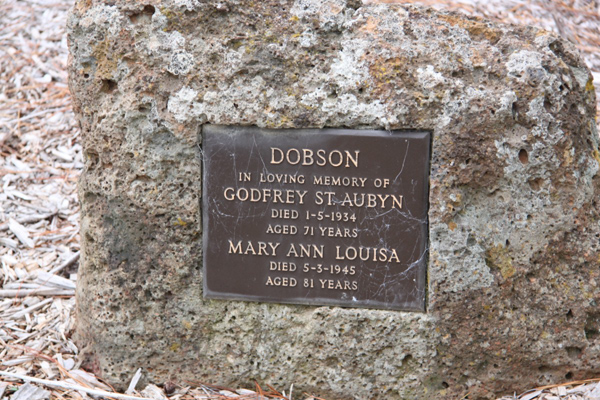 DOBSON
IN LOVING MEMORY OF
GODFREY ST. AUBYN
DIED 1-5-1934
AGED 71 YEARS
MARY ANN LOUISA
DIED 5-3-1945
AGED 81 YEARS